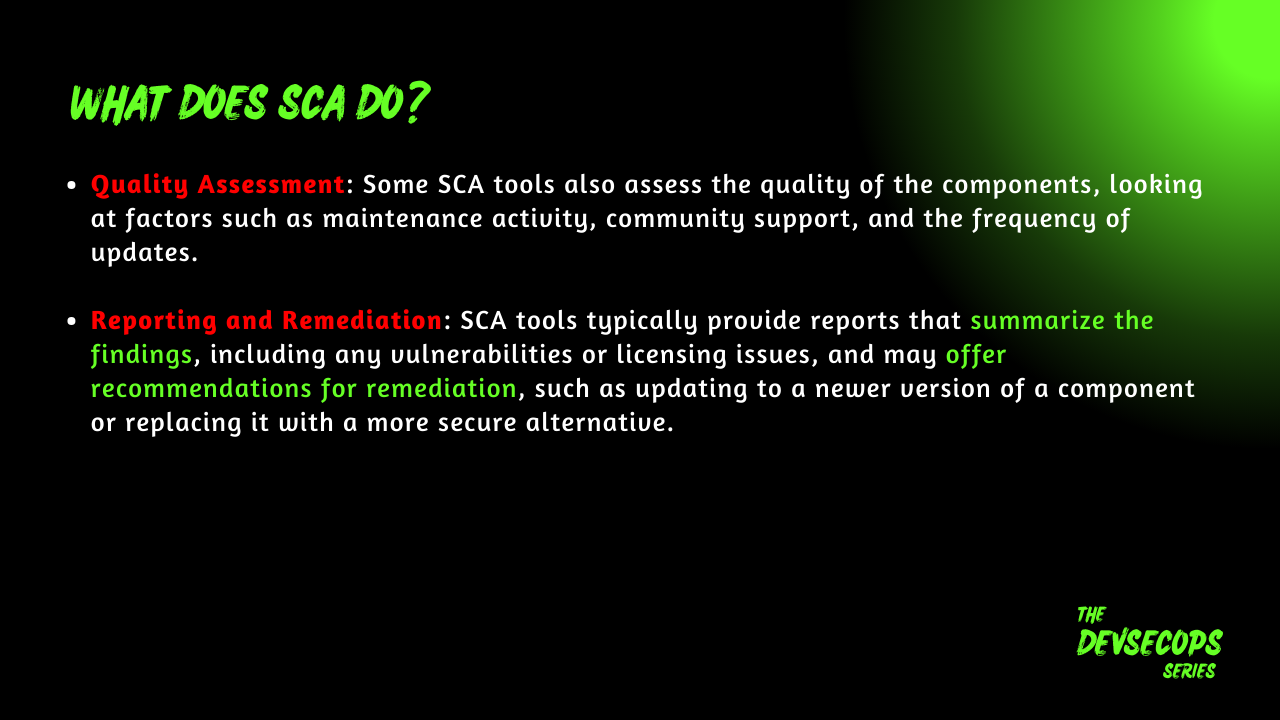 WHAT DOES SCA DO?
• Quality Assessment: Some SCA tools also assess the quality of the components, looking
at factors such as maintenance activity, community support, and the frequency of
updates.
• Reporting and Remediation: SCA tools typically provide reports that summarize the
findings, including any vulnerabilities or licensing issues, and may offer
recommendations for remediation, such as updating to a newer version of a component
or replacing it with a more secure alternative.
THE
DEVSECOPS
SERIES